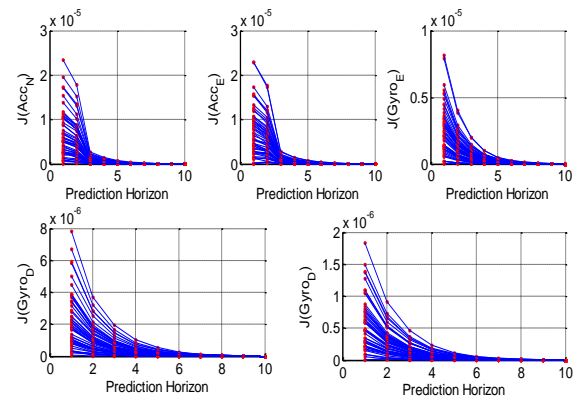 x 10⁻⁵ x 10⁻⁵ x 10⁻⁵
3 3 1
2 2
J(Acc_N) J(Acc_E) J(Gyro_E) 0.5
1 1
0 0 0
0 5 10 0 5 10 0 5 10
Prediction Horizon Prediction Horizon Prediction Horizon
x 10⁻⁶ x 10⁻⁶
8 2
6 1.5
J(Gyro_D) 4 J(Gyro_D) 1
2 0.5
0 0
0 2 4 6 8 10 0 2 4 6 8 10
Prediction Horizon Prediction Horizon